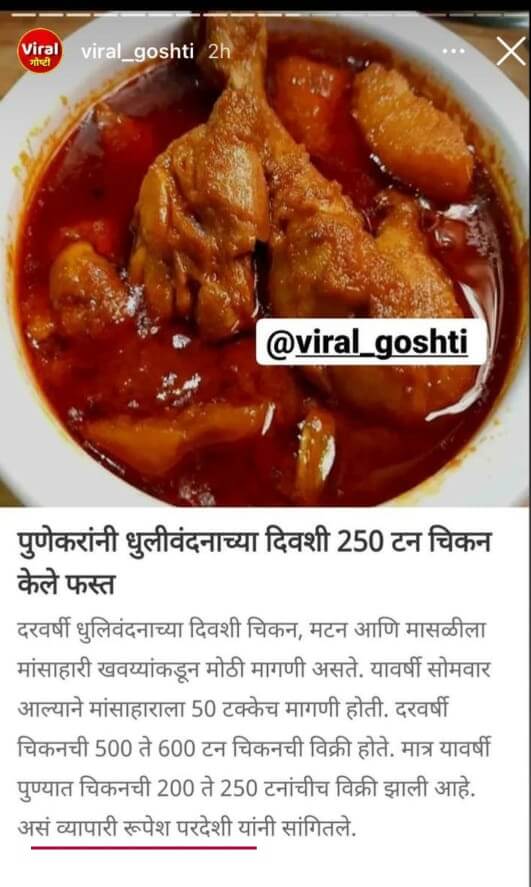 Viral
गोष्टी
viral_goshti 2h
@viral_goshti
पुणेकरांनी धुलीवंदनाच्या दिवशी 250 टन चिकन
केले फस्त
दरवर्षी धुलिवंदनाच्या दिवशी चिकन, मटन आणि मासळीला
मांसाहारी खवय्यांकडून मोठी मागणी असते. यावर्षी सोमवार
आल्याने मांसाहाराला 50 टक्केच मागणी होती. दरवर्षी
चिकनची 500 ते 600 टन चिकनची विक्री होते. मात्र यावर्षी
पुण्यात चिकनची 200 ते 250 टनांचीच विक्री झाली आहे.
असं व्यापारी रूपेश परदेशी यांनी सांगितले.